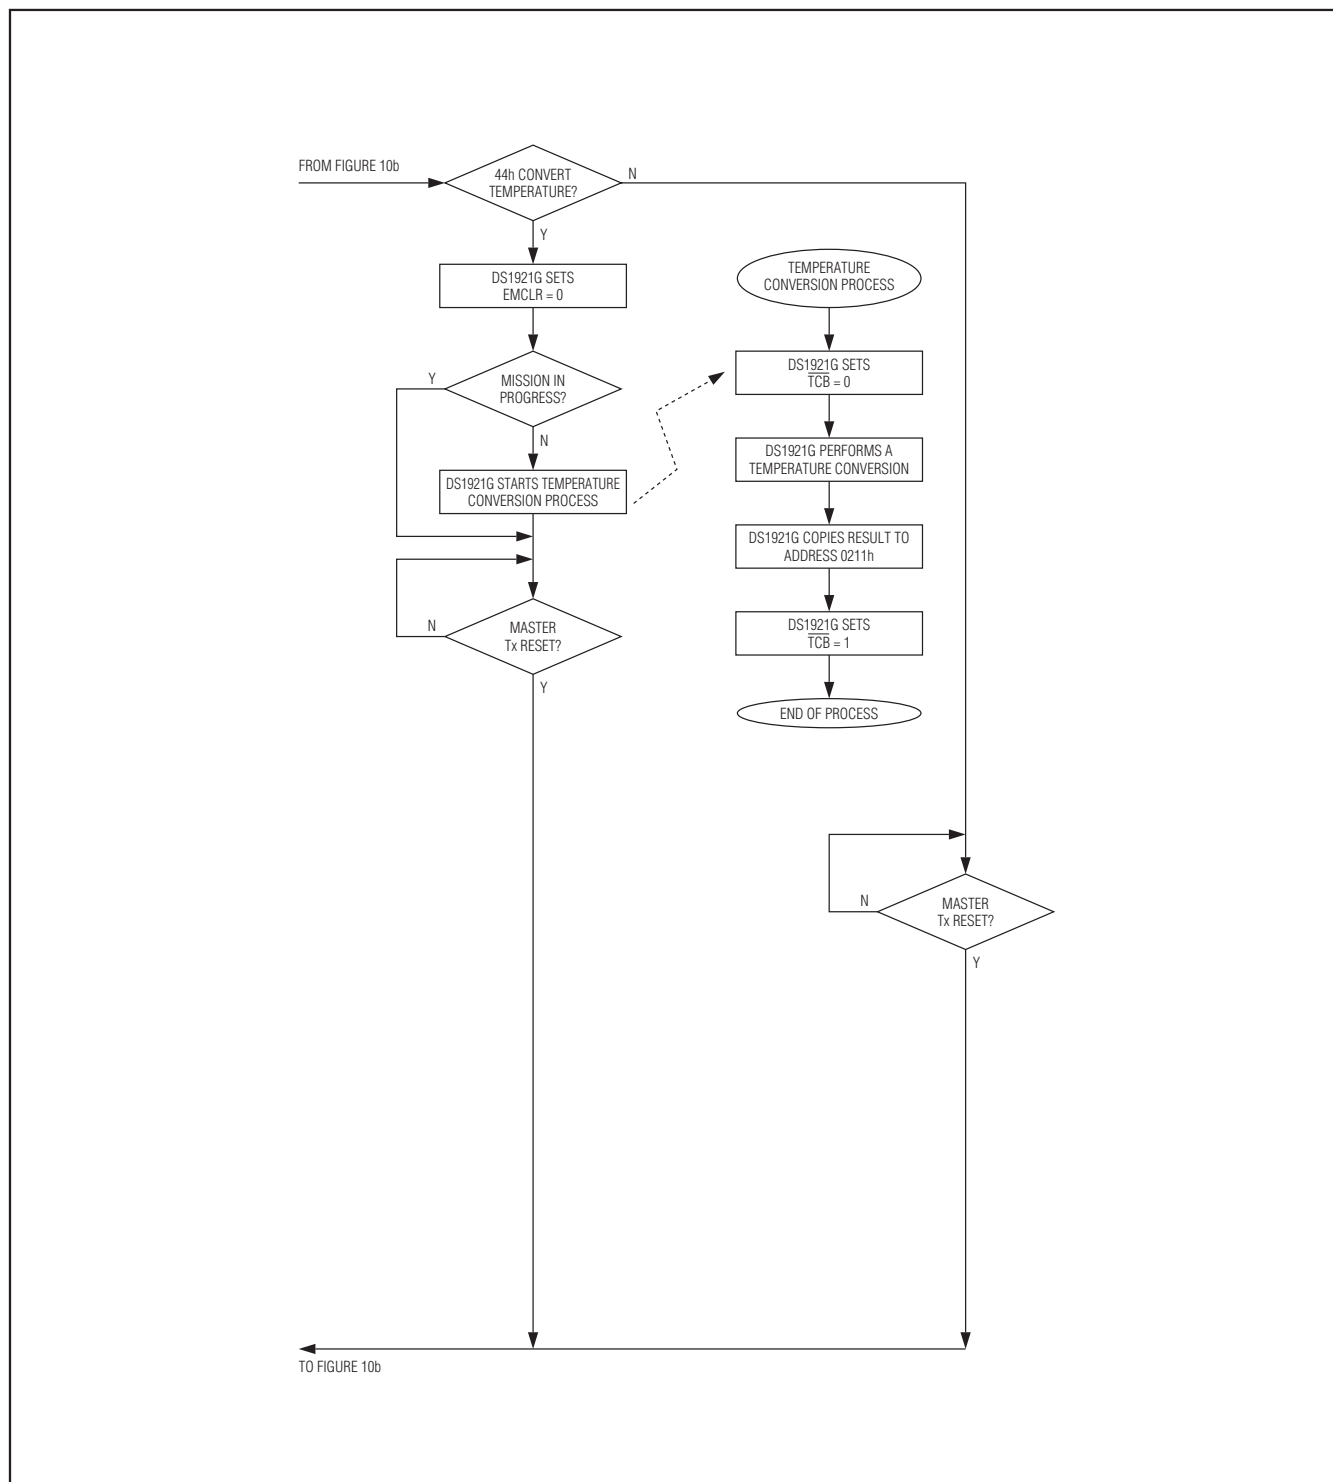 FROM FIGURE 10b
44h CONVERT
TEMPERATURE?
N
Y
DS1921G SETS
EMCLR = 0
MISSION IN
PROGRESS?
Y
N
DS1921G STARTS TEMPERATURE
CONVERSION PROCESS
MASTER
Tx RESET?
N
Y
TEMPERATURE
CONVERSION PROCESS
DS1921G SETS
T̅C̅B̅ = 0
DS1921G PERFORMS A
TEMPERATURE CONVERSION
DS1921G COPIES RESULT TO
ADDRESS 0211h
DS1921G SETS
T̅C̅B̅ = 1
END OF PROCESS
N
MASTER
Tx RESET?
Y
TO FIGURE 10b